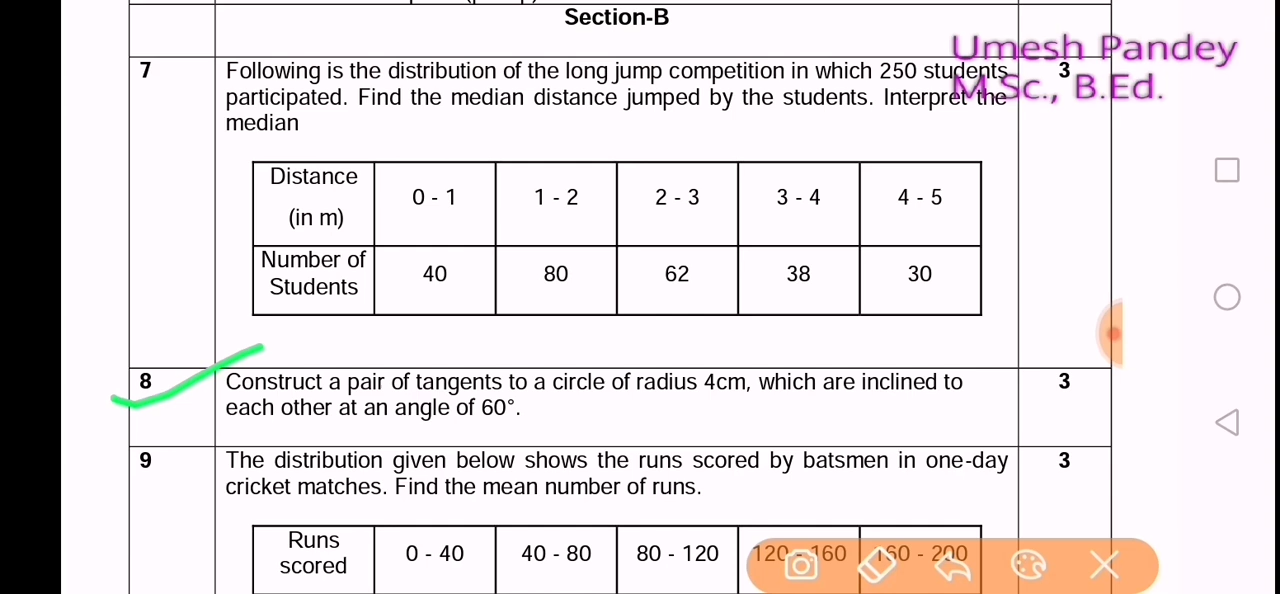 Section-B
Umesh Pandey
M.Sc., B.Ed.
7
Following is the distribution of the long jump competition in which 250 students
participated. Find the median distance jumped by the students. Interpret the
median
3
Distance
(in m)
0 - 1
1 - 2
2 - 3
3 - 4
4 - 5
Number of
Students
40
80
62
38
30
8
Construct a pair of tangents to a circle of radius 4cm, which are inclined to
each other at an angle of 60°.
3
9
The distribution given below shows the runs scored by batsmen in one-day
cricket matches. Find the mean number of runs.
3
Runs
scored
0 - 40
40 - 80
80 - 120
120 - 160
160 - 200